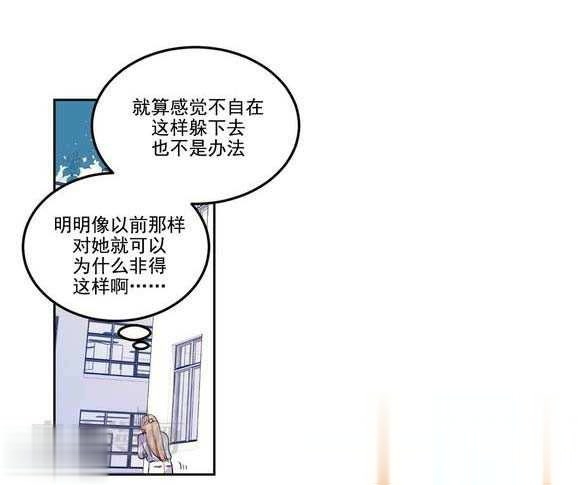 就算感觉不自在
这样躲下去
也不是办法
明明像以前那样
对她就可以
为什么非得
这样啊……